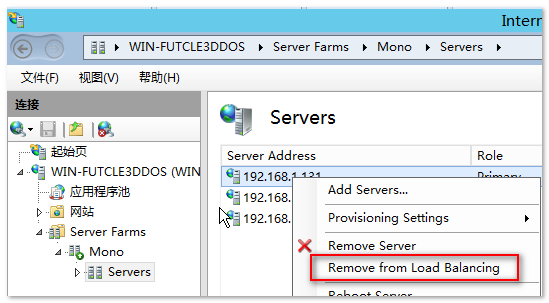 Intern
WIN-FUTCLE3DDOS Server Farms Mono Servers
文件(F) 视图(V) 帮助(H)
连接
起始页
WIN-FUTCLE3DDOS (WIN
应用程序池
网站
Server Farms
Mono
Servers
Servers
Server Address Role
192.168.1.131 Primary
192.168.
192.168.
Add Servers...
Provisioning Settings
Remove Server
Remove from Load Balancing
Reboot Server